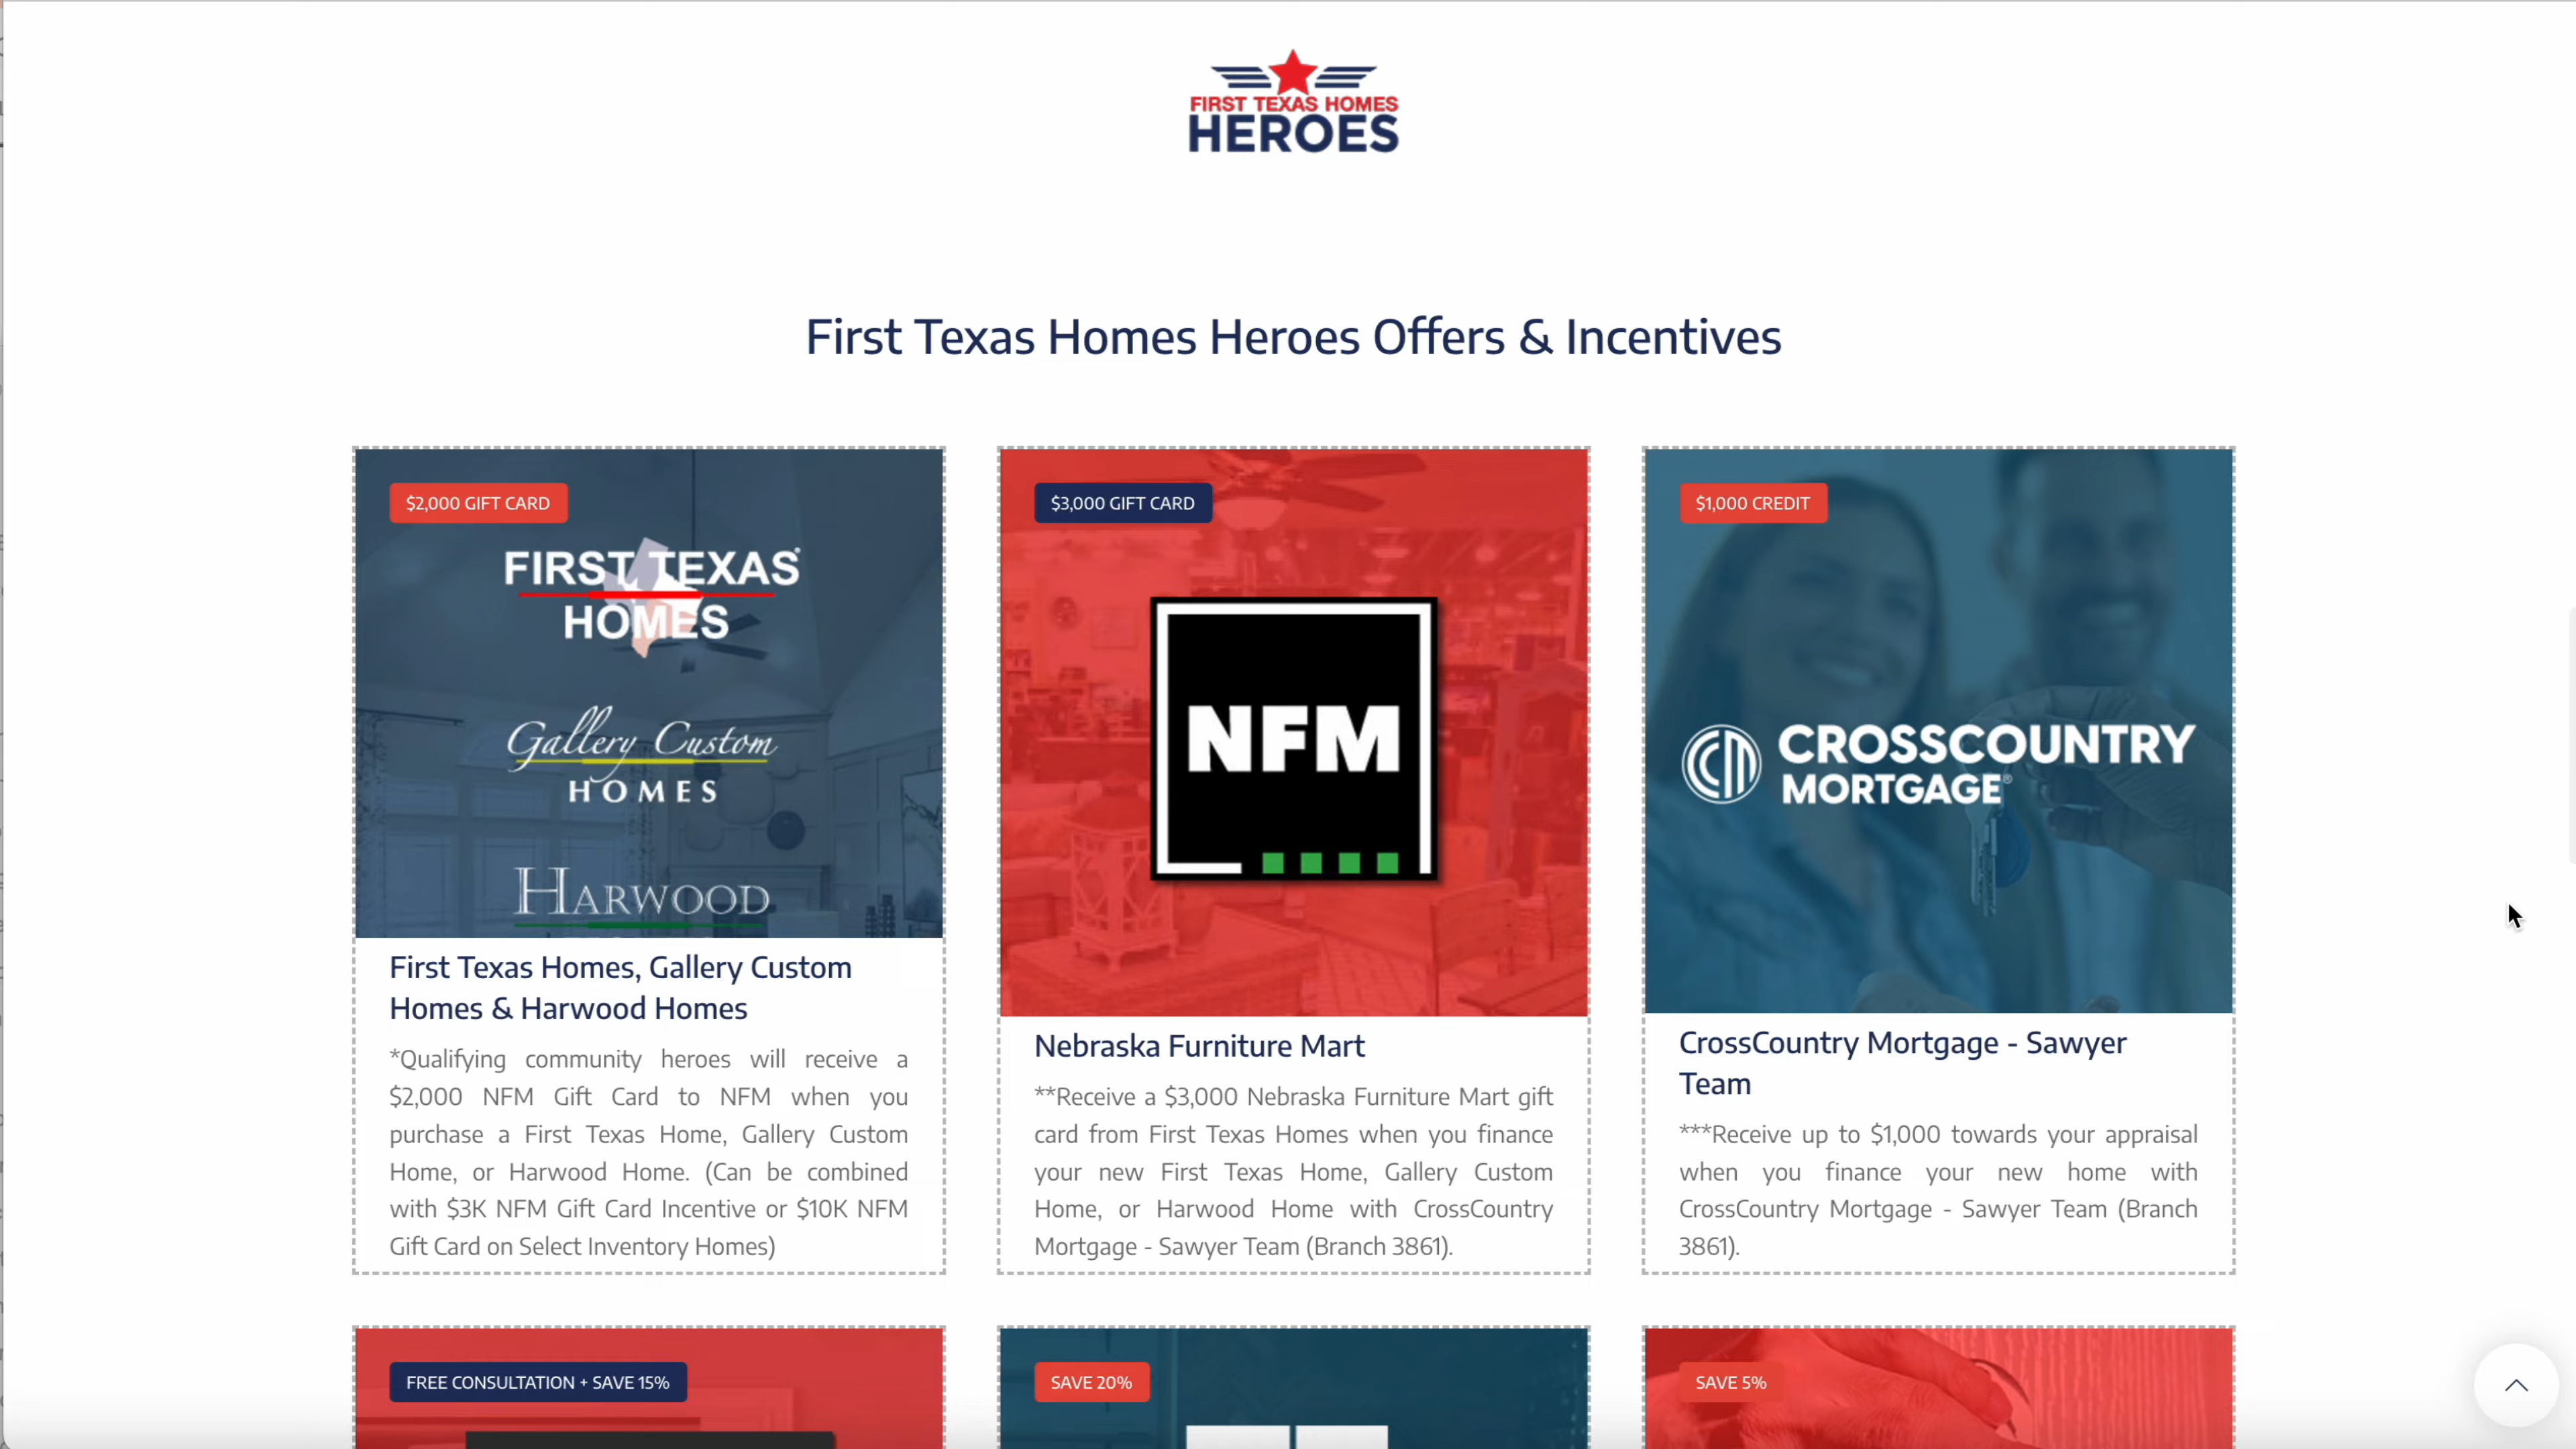 FIRST TEXAS HOMES
HEROES
First Texas Homes Heroes Offers & Incentives
$2,000 GIFT CARD
FIRST TEXAS
HOMES
Gallery Custom
HOMES
HARWOOD
First Texas Homes, Gallery Custom
Homes & Harwood Homes
*Qualifying community heroes will receive a
$2,000 NFM Gift Card to NFM when you
purchase a First Texas Home, Gallery Custom
Home, or Harwood Home. (Can be combined
with $3K NFM Gift Card Incentive or $10K NFM
Gift Card on Select Inventory Homes)
$3,000 GIFT CARD
NFM
Nebraska Furniture Mart
**Receive a $3,000 Nebraska Furniture Mart gift
card from First Texas Homes when you finance
your new First Texas Home, Gallery Custom
Home, or Harwood Home with CrossCountry
Mortgage - Sawyer Team (Branch 3861).
$1,000 CREDIT
CROSSCOUNTRY
MORTGAGE®
CrossCountry Mortgage - Sawyer
Team
***Receive up to $1,000 towards your appraisal
when you finance your new home with
CrossCountry Mortgage - Sawyer Team (Branch
3861).
FREE CONSULTATION + SAVE 15%
SAVE 20%
SAVE 5%